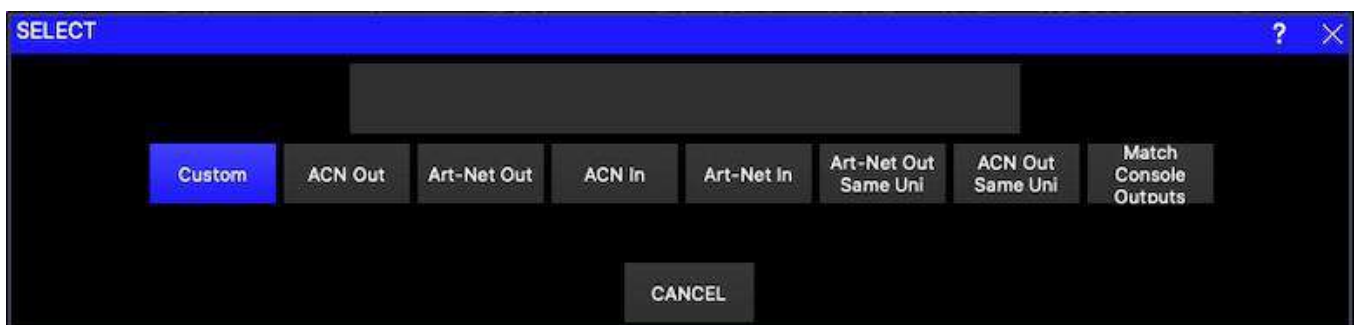 SELECT ?
Custom
ACN Out
Art-Net Out
ACN In
Art-Net In
Art-Net Out
Same Uni
ACN Out
Same Uni
Match
Console
Outputs
CANCEL